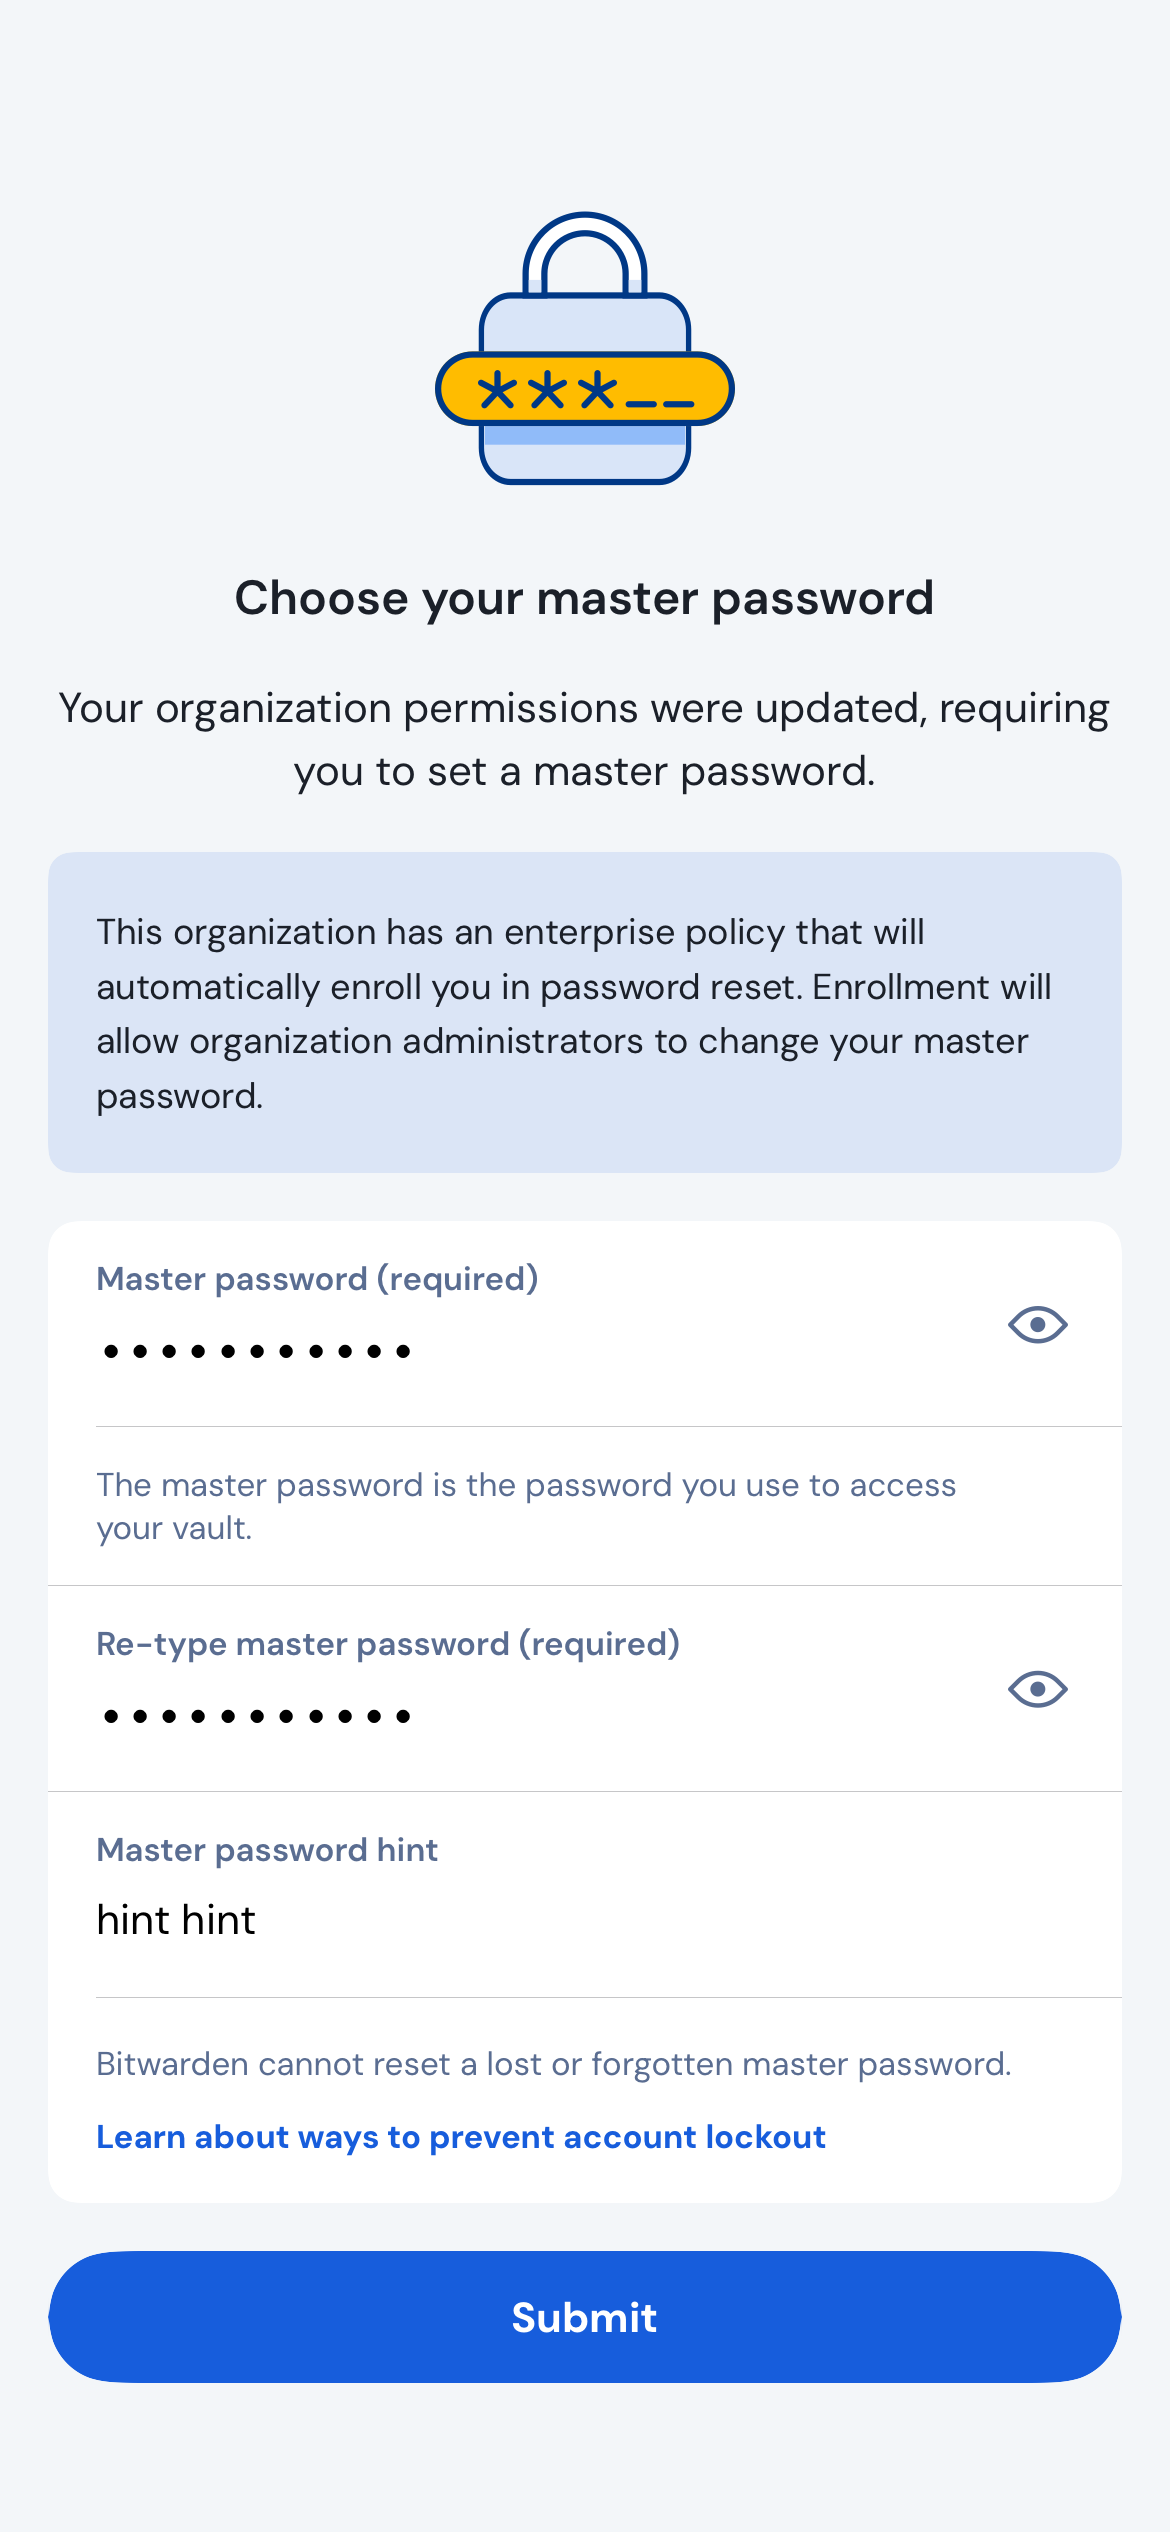 ***__
Choose your master password
Your organization permissions were updated, requiring
you to set a master password.
This organization has an enterprise policy that will
automatically enroll you in password reset. Enrollment will
allow organization administrators to change your master
password.
Master password (required)
•••••••••••
The master password is the password you use to access
your vault.
Re-type master password (required)
•••••••••••
Master password hint
hint hint
Bitwarden cannot reset a lost or forgotten master password.
Learn about ways to prevent account lockout
Submit